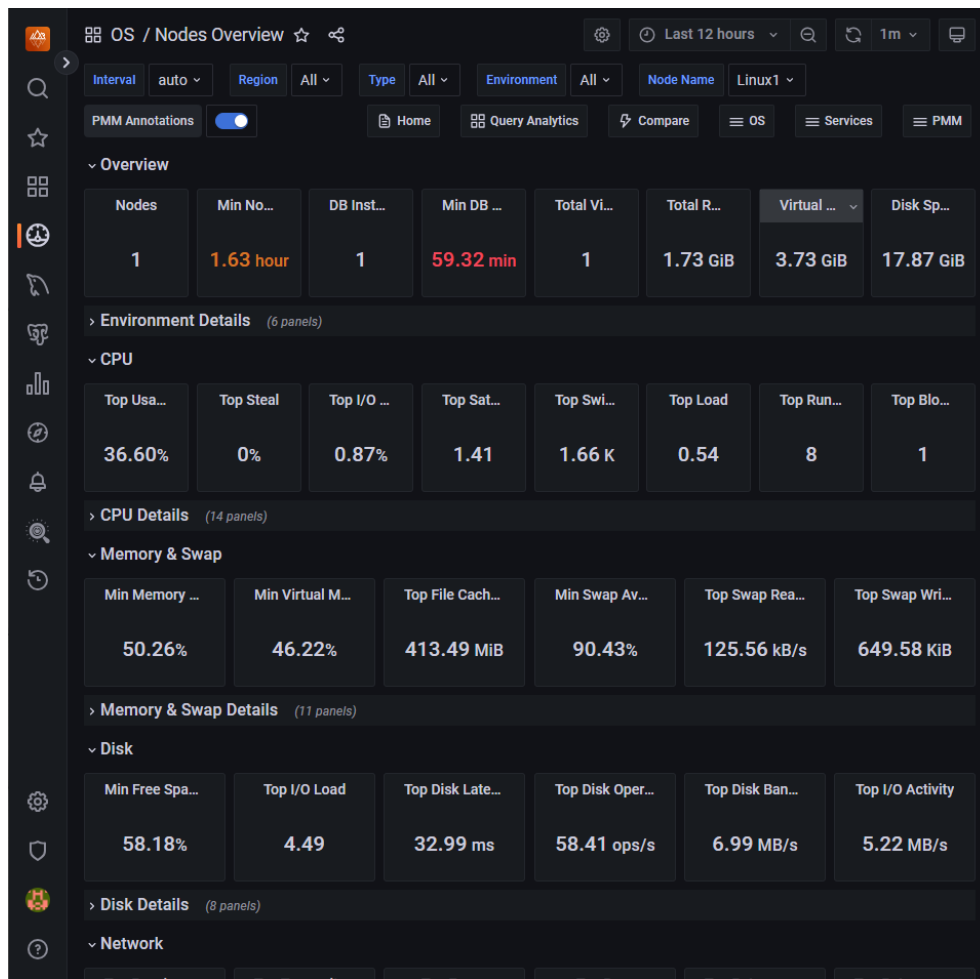 OS / Nodes Overview
Last 12 hours
1m
Interval auto Region All Type All Environment All Node Name Linux1
PMM Annotations Home Query Analytics Compare OS Services PMM
Overview
Nodes Min No... DB Inst... Min DB ... Total Vi... Total R... Virtual ... Disk Sp...
1 1.63 hour 1 59.32 min 1 1.73 GiB 3.73 GiB 17.87 GiB
Environment Details (6 panels)
CPU
Top Usa... Top Steal Top I/O ... Top Sat... Top Swi... Top Load Top Run... Top Blo...
36.60% 0% 0.87% 1.41 1.66 K 0.54 8 1
CPU Details (14 panels)
Memory & Swap
Min Memory ... Min Virtual M... Top File Cach... Min Swap Av... Top Swap Rea... Top Swap Wri...
50.26% 46.22% 413.49 MiB 90.43% 125.56 kB/s 649.58 KiB
Memory & Swap Details (11 panels)
Disk
Min Free Spa... Top I/O Load Top Disk Late... Top Disk Oper... Top Disk Ban... Top I/O Activity
58.18% 4.49 32.99 ms 58.41 ops/s 6.99 MB/s 5.22 MB/s
Disk Details (8 panels)
Network